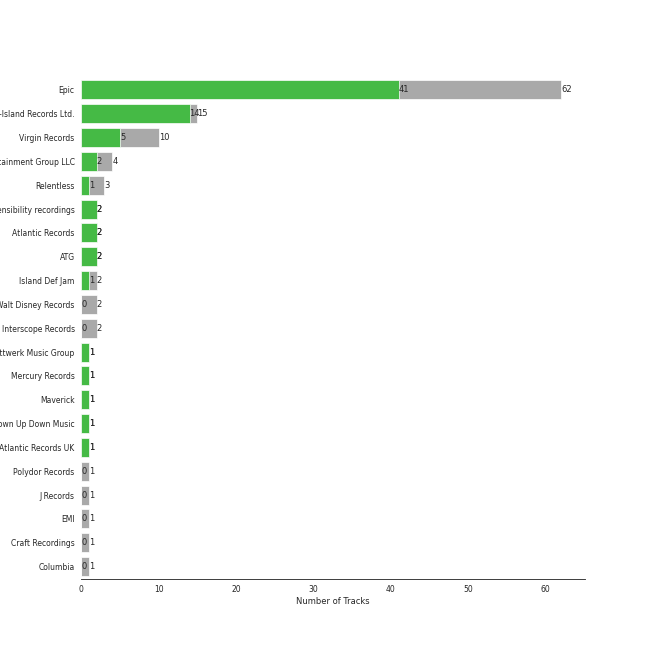 Epic 41 62
-Island Records Ltd. 14 15
Virgin Records 5 10
tainment Group LLC 2 4
Relentless 1 3
ensibility recordings 2
Atlantic Records 2
ATG 2
Island Def Jam 1 2
Walt Disney Records 0 2
Interscope Records 0 2
ttwerk Music Group 1
Mercury Records 1
Maverick 1
own Up Down Music 1
Atlantic Records UK 1
Polydor Records 0 1
J Records 0 1
EMI 0 1
Craft Recordings 0 1
Columbia 0 1
0 10 20 30 40 50 60
Number of Tracks